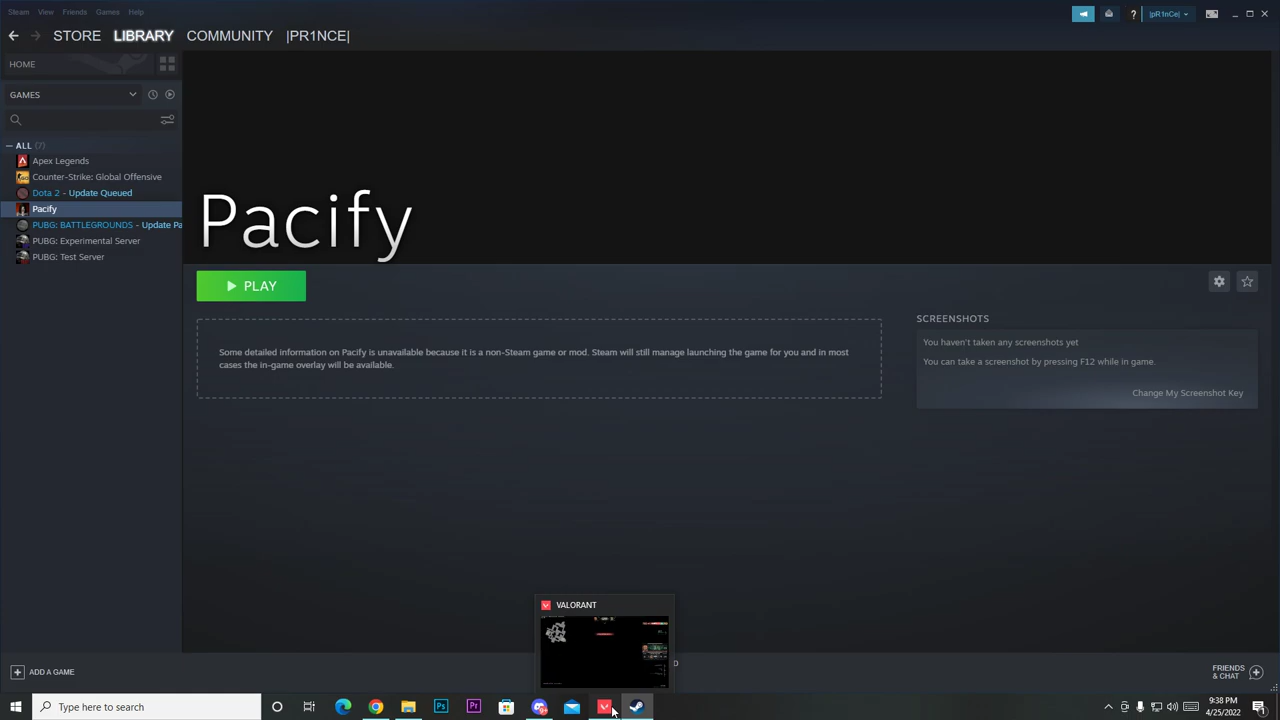 Steam View Friends Games Help
|pR1nCe|
STORE LIBRARY COMMUNITY |PR1NCE|
HOME
GAMES
ALL (7)
Apex Legends
Counter-Strike: Global Offensive
Dota 2 - Update Queued
Pacify
PUBG: BATTLEGROUNDS - Update Pa
PUBG: Experimental Server
PUBG: Test Server
Pacify
PLAY
Some detailed information on Pacify is unavailable because it is a non-Steam game or mod. Steam will still manage launching the game for you and in most
cases the in-game overlay will be available.
SCREENSHOTS
You haven't taken any screenshots yet
You can take a screenshot by pressing F12 while in game.
Change My Screenshot Key
VALORANT
ADD A GAME
FRIENDS
& CHAT
Type here to search
Ps
Pr
9:38 PM
4/25/2022